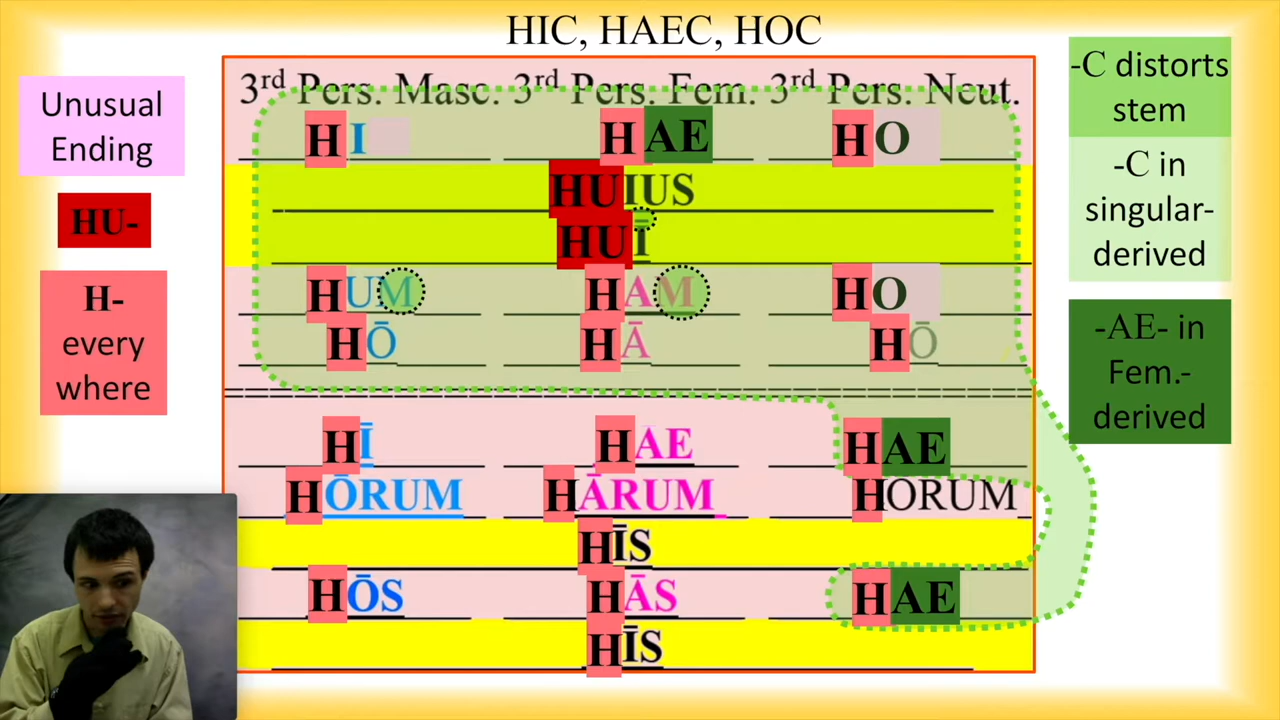 HIC, HAEC, HOC
3rd Pers. Masc. 3rd Pers. Fem. 3rd Pers. Neut.
HI HAE HO
HUIUS
HUĪ
HUM HAM HO
HŌ HĀ HŌ
HĪ HAE HAE
HŌRUM HĀRUM HORUM
HĪS
HŌS HĀS HAE
HĪS
Unusual
Ending
HU-
H-
every
where
-C distorts
stem
-C in
singular-
derived
-AE- in
Fem.-
derived